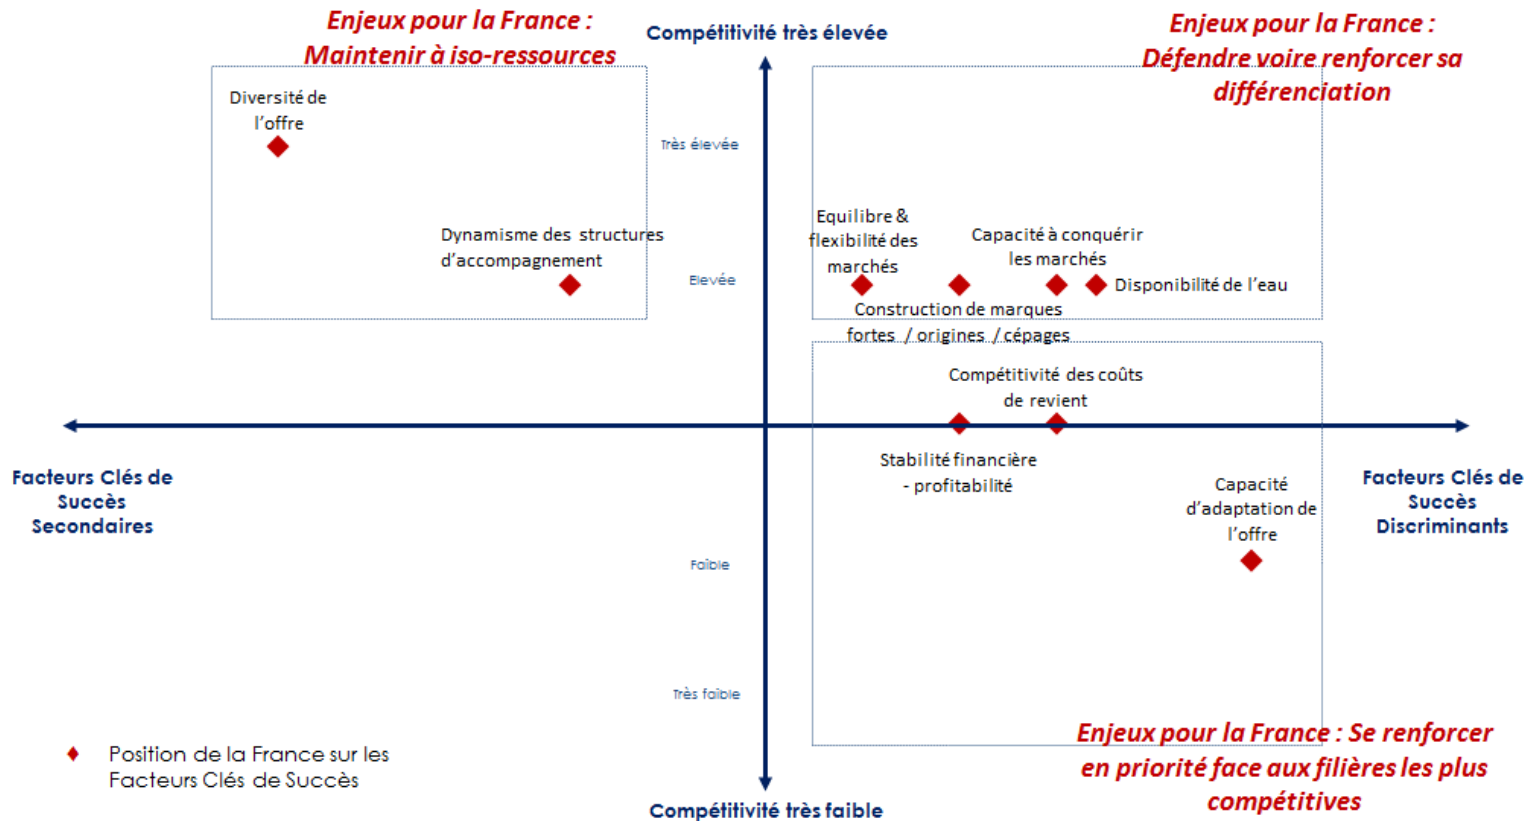 Enjeux pour la France :
Maintenir à iso-ressources
Compétitivité très élevée
Enjeux pour la France :
Défendre voire renforcer sa
différenciation
Diversité de
l'offre
Très élevée
Dynamisme des structures
d'accompagnement
Elevée
Equilibre &
flexibilité des
marchés
Capacité à conquérir
les marchés
Disponibilité de l'eau
Construction de marques
fortes / origines / cépages
Compétitivité des coûts
de revient
Facteurs Clés de
Succès
Secondaires
Stabilité financière
- profitabilité
Capacité
d'adaptation de
l'offre
Facteurs Clés de
Succès
Discriminants
Faible
Très faible
Position de la France sur les
Facteurs Clés de Succès
Enjeux pour la France : Se renforcer
en priorité face aux filières les plus
compétitives
Compétitivité très faible